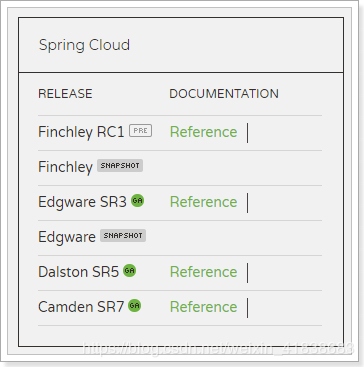 Spring Cloud
RELEASE DOCUMENTATION
Finchley RC1 PRE Reference
Finchley SNAPSHOT
Edgware SR3 GA Reference
Edgware SNAPSHOT
Dalston SR5 GA Reference
Camden SR7 GA Reference